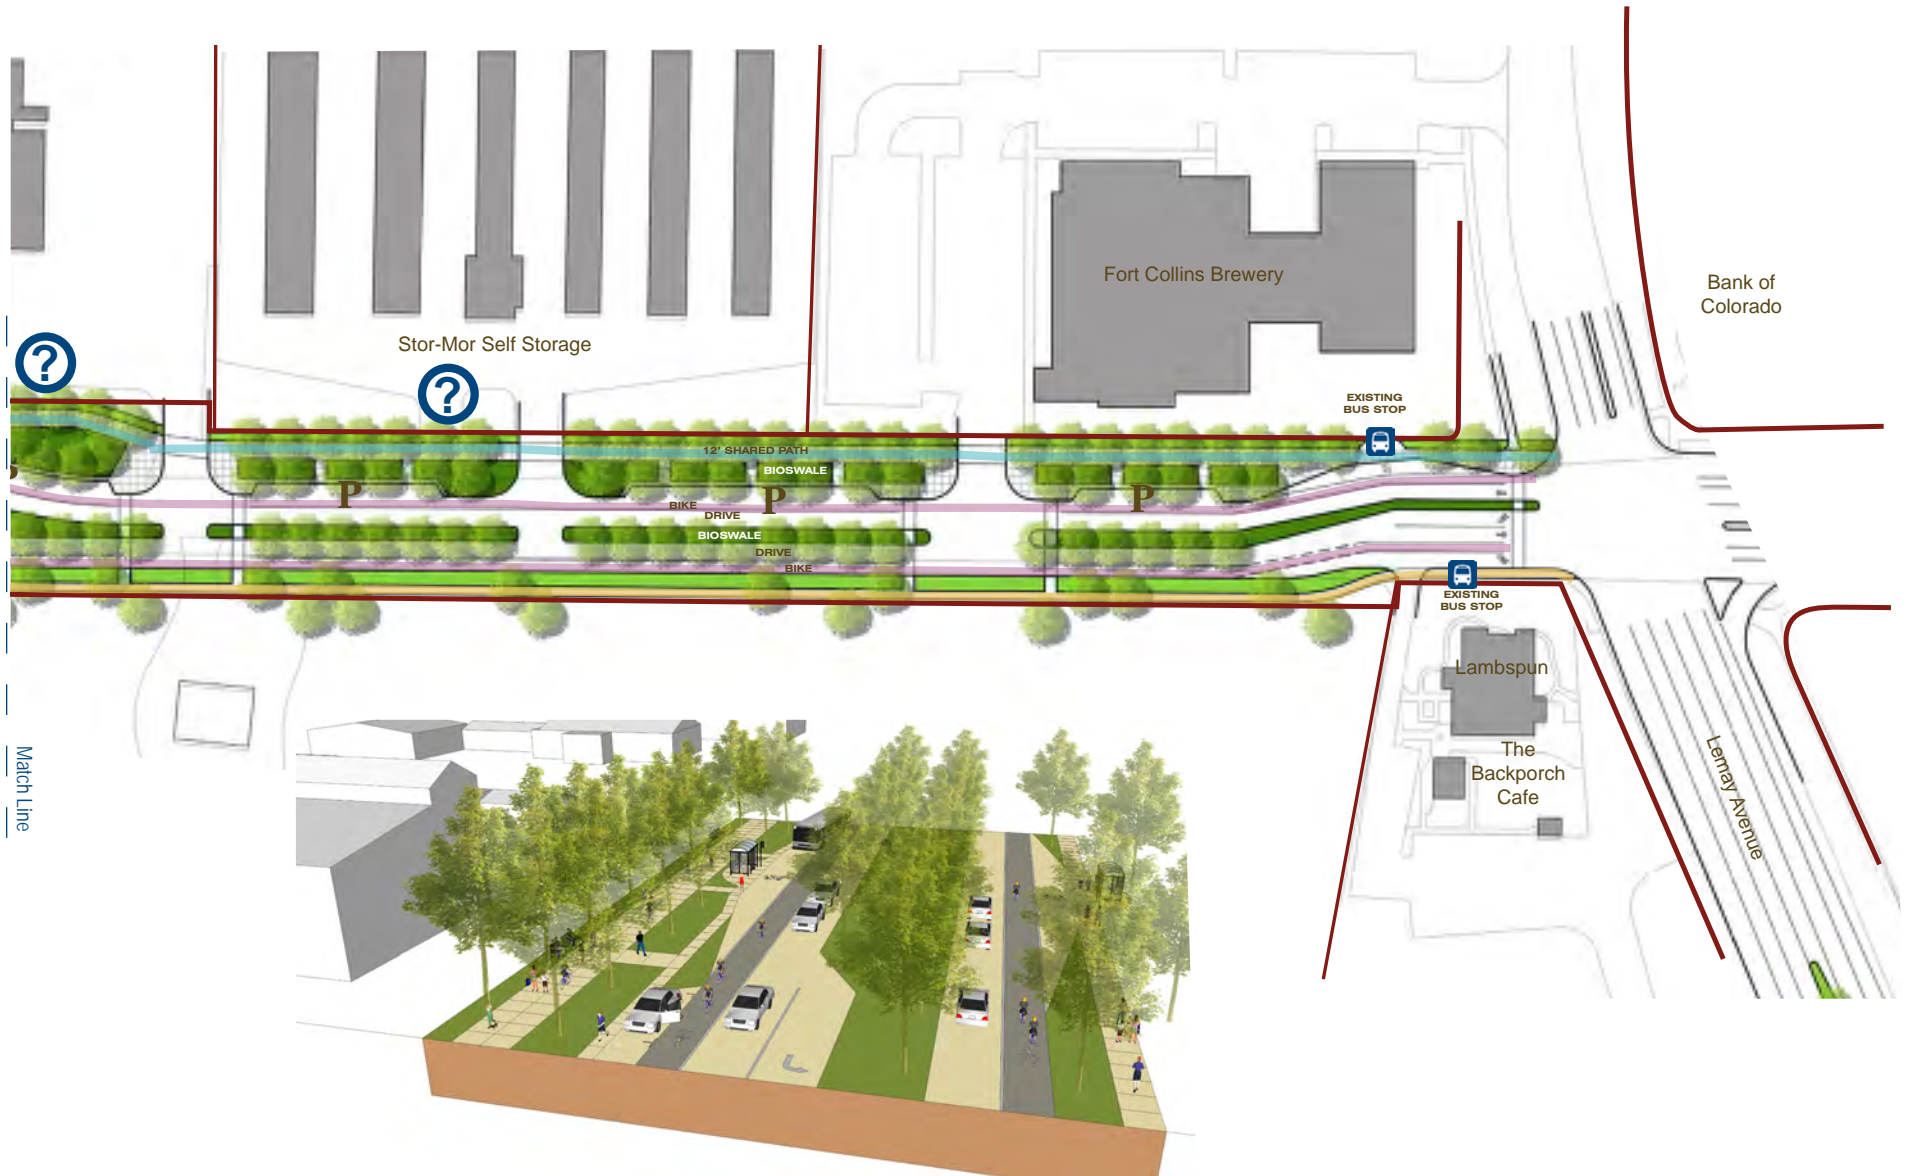 Fort Collins Brewery
Bank of
Colorado
?
Stor-Mor Self Storage
?
EXISTING
BUS STOP
12' SHARED PATH
BIOSWALE
P
P
P
BIKE
DRIVE
BIOSWALE
DRIVE
BIKE
EXISTING
BUS STOP
Lambspun
The
Backporch
Cafe
Lemay Avenue
Match Line